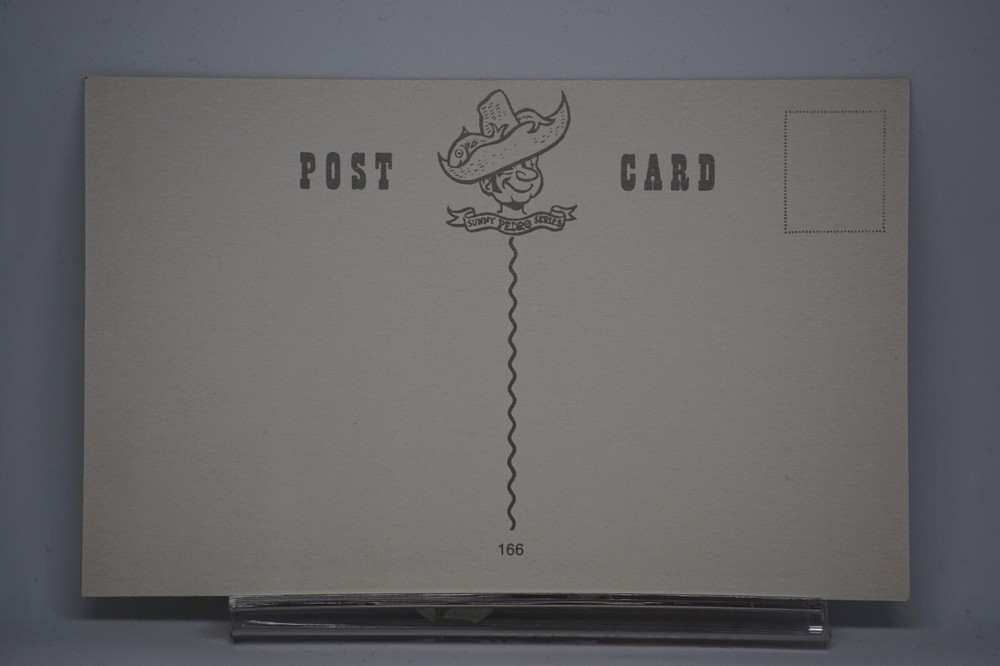 POST CARD
SUNNY PEDRO SERIES
166